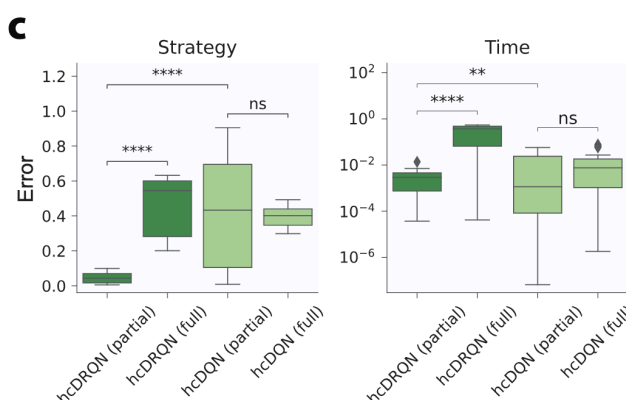 c
Strategy
Time
Error
1.2
1.0
0.8
0.6
0.4
0.2
0.0
****
****
ns
hcDRQN (partial)
hcDRQN (full)
hcDQN (partial)
hcDQN (full)
10²
10⁰
10⁻²
10⁻⁴
10⁻⁶
**
****
ns
hcDRQN (partial)
hcDRQN (full)
hcDQN (partial)
hcDQN (full